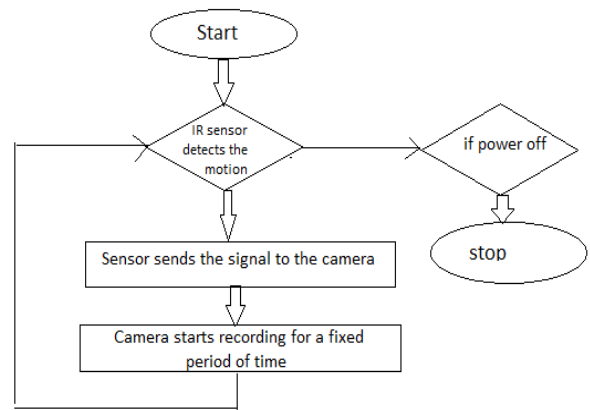 Start
IR sensor
detects the
motion
if power off
Sensor sends the signal to the camera
stop
Camera starts recording for a fixed
period of time